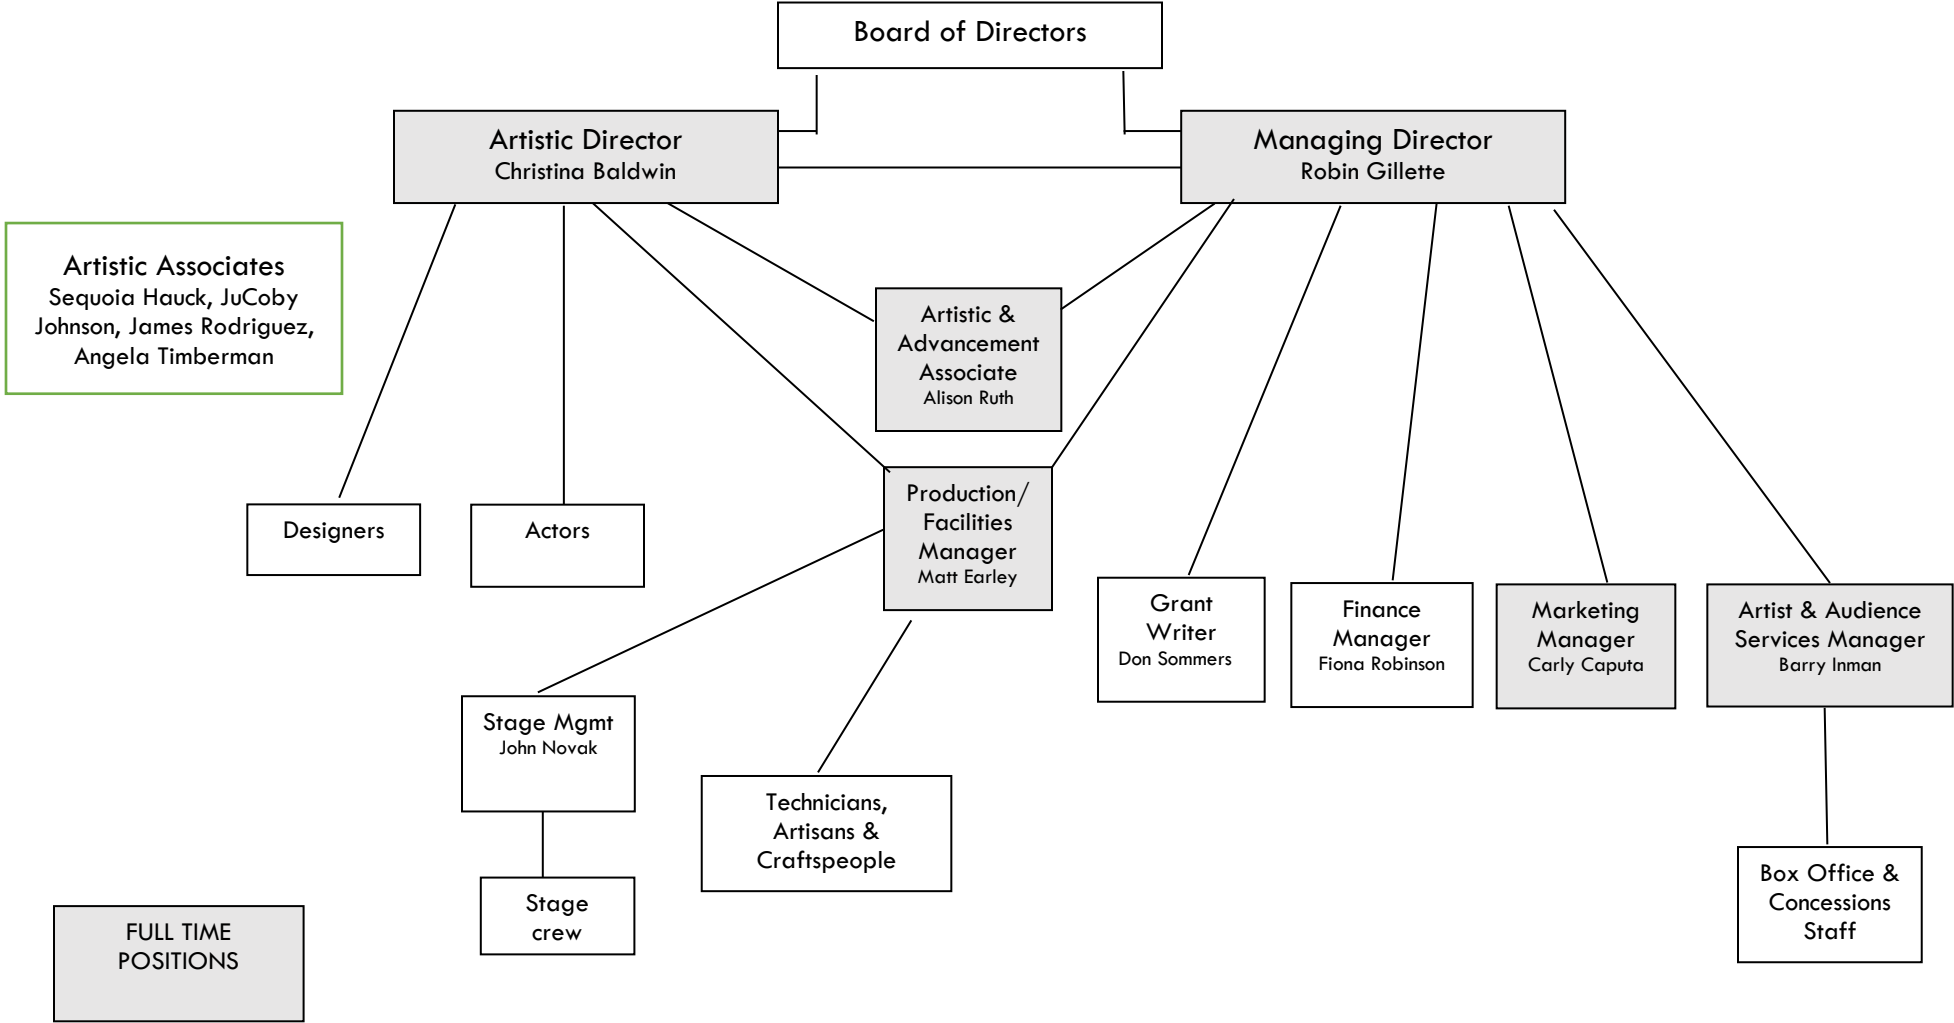 Board of Directors
Artistic Director
Christina Baldwin
Managing Director
Robin Gillette
Artistic Associates
Sequoia Hauck, JuCoby
Johnson, James Rodriguez,
Angela Timberman
Artistic &
Advancement
Associate
Alison Ruth
Designers
Actors
Production/
Facilities
Manager
Matt Earley
Grant
Writer
Don Sommers
Finance
Manager
Fiona Robinson
Marketing
Manager
Carly Caputa
Artist & Audience
Services Manager
Barry Inman
Stage Mgmt
John Novak
Technicians,
Artisans &
Craftspeople
Stage
crew
Box Office &
Concessions
Staff
FULL TIME
POSITIONS